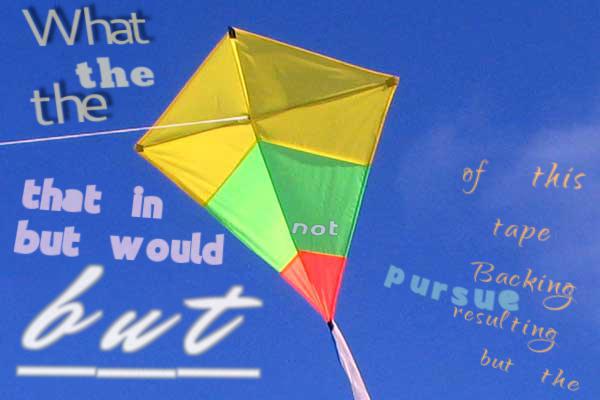 What
the
the
that in
but would
but
not
of this
tape
Backing
pursue
resulting
but the